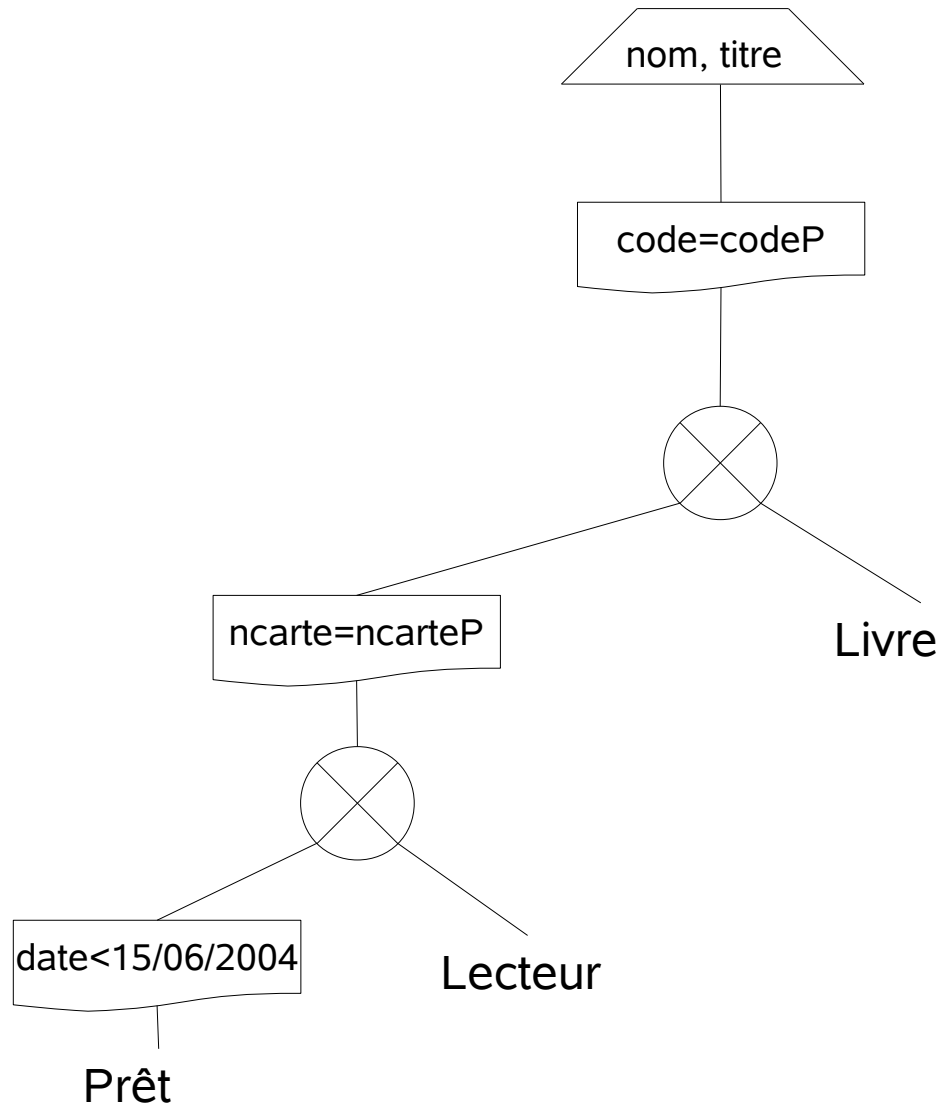 nom, titre
code=codeP
Livre
ncarte=ncarteP
Lecteur
date<15/06/2004
Prêt